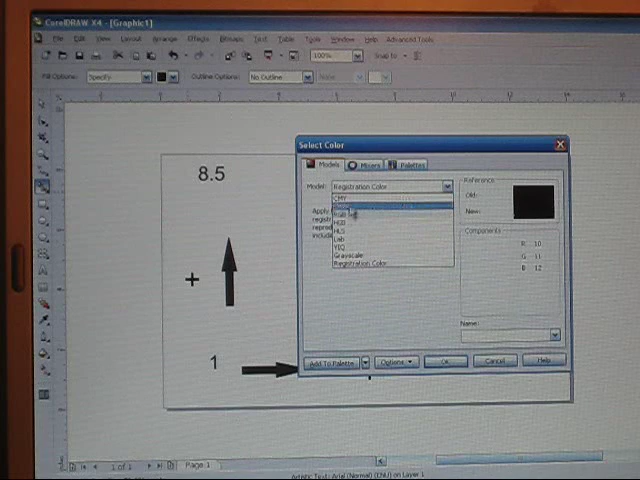 CorelDRAW X4 - [Graphic1]
File Edit View Layout Arrange Effects Bitmaps Text Table Tools Window Help Advanced Tools
100% Snap to
Fill Options: Specify Outline Options: No Outline None
Select Color
Models Mixers Palettes
Model: Registration Color
CMY
RGB
HSB
HLS
Lab
YIQ
Grayscale
Registration Color
Apply
Reference
Old:
New:
Components
R 10
G 11
B 12
Name:
Add To Palette Options OK Cancel Help
8.5
+
1
1 of 1 Page 1
Artistic Text: Arial (Normal) (ENU) on Layer 1